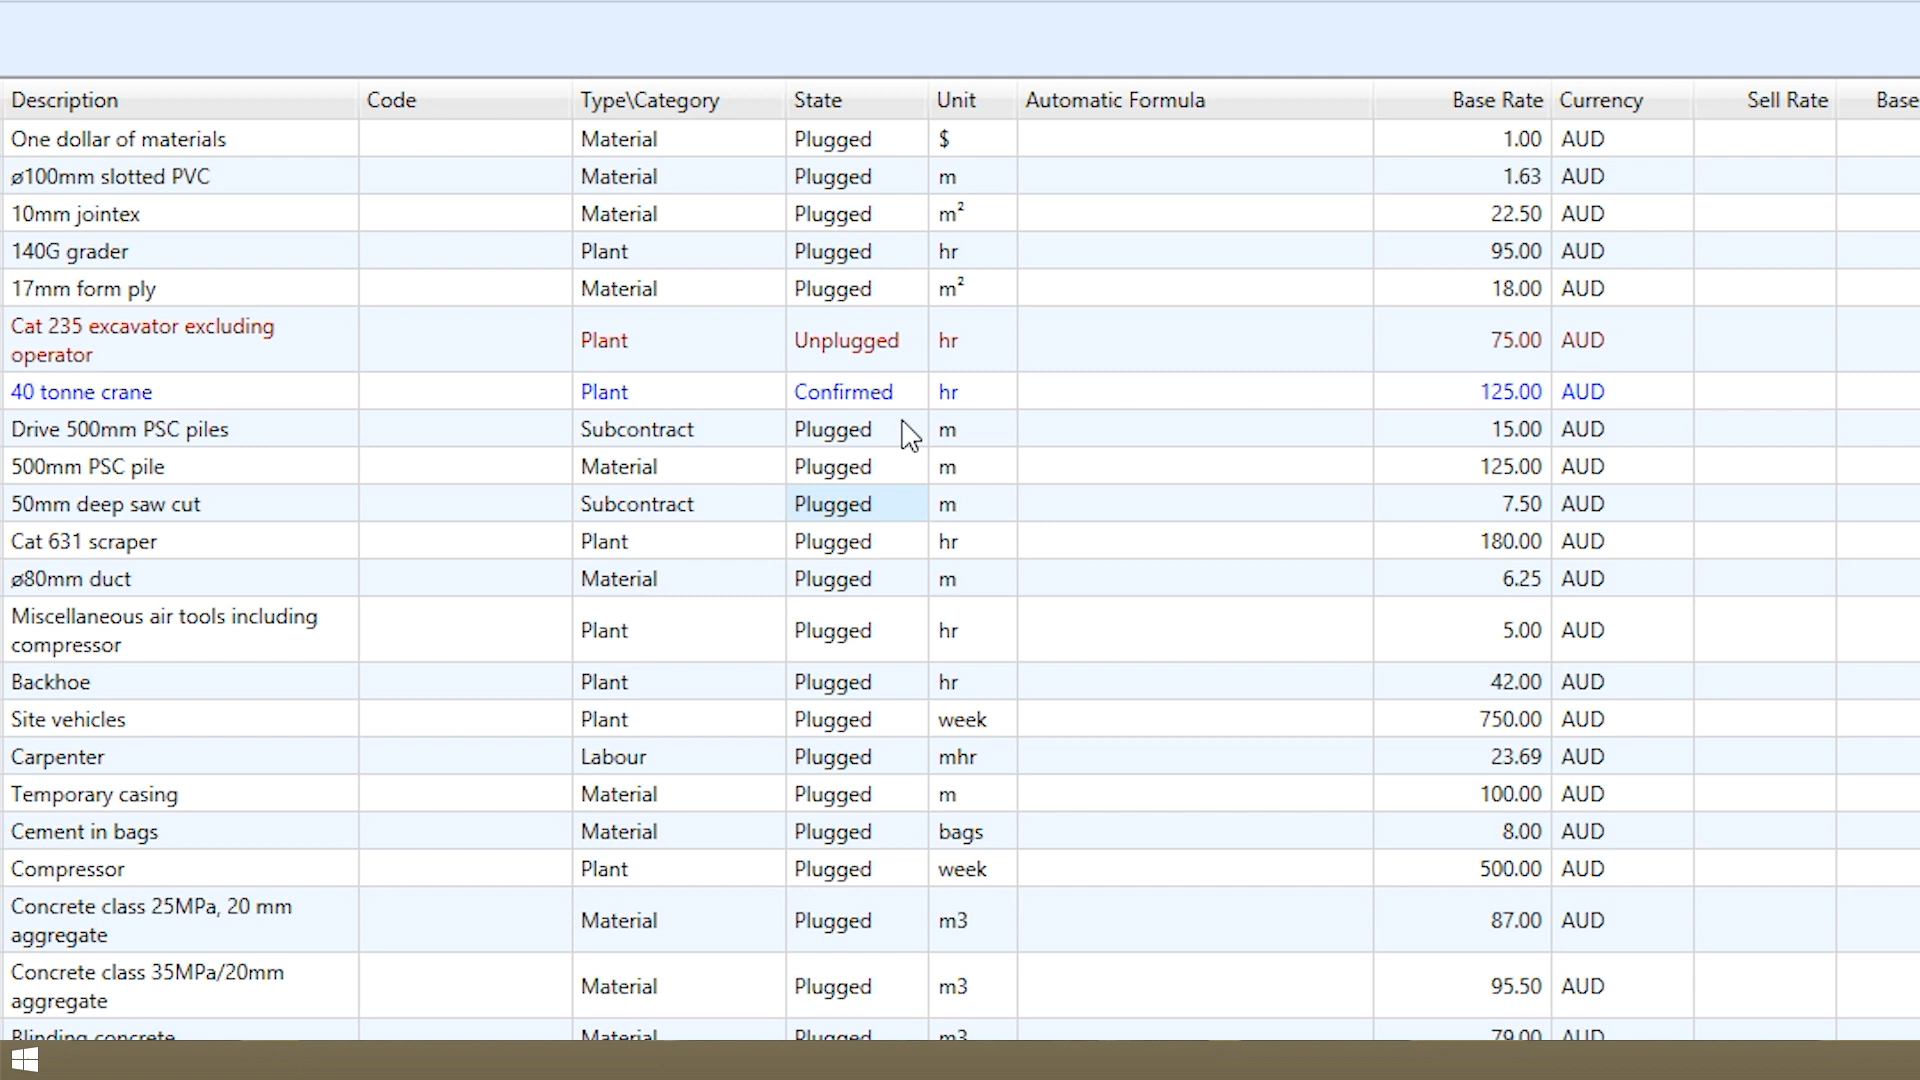 Description Code Type\Category State Unit Automatic Formula Base Rate Currency Sell Rate Base
One dollar of materials Material Plugged $ 1.00 AUD
ø100mm slotted PVC Material Plugged m 1.63 AUD
10mm jointex Material Plugged m² 22.50 AUD
140G grader Plant Plugged hr 95.00 AUD
17mm form ply Material Plugged m² 18.00 AUD
Cat 235 excavator excluding
operator Plant Unplugged hr 75.00 AUD
40 tonne crane Plant Confirmed hr 125.00 AUD
Drive 500mm PSC piles Subcontract Plugged m 15.00 AUD
500mm PSC pile Material Plugged m 125.00 AUD
50mm deep saw cut Subcontract Plugged m 7.50 AUD
Cat 631 scraper Plant Plugged hr 180.00 AUD
ø80mm duct Material Plugged m 6.25 AUD
Miscellaneous air tools including
compressor Plant Plugged hr 5.00 AUD
Backhoe Plant Plugged hr 42.00 AUD
Site vehicles Plant Plugged week 750.00 AUD
Carpenter Labour Plugged mhr 23.69 AUD
Temporary casing Material Plugged m 100.00 AUD
Cement in bags Material Plugged bags 8.00 AUD
Compressor Plant Plugged week 500.00 AUD
Concrete class 25MPa, 20 mm
aggregate Material Plugged m3 87.00 AUD
Concrete class 35MPa/20mm
aggregate Material Plugged m3 95.50 AUD
Blinding concrete Material Plugged m3 79.00 AUD